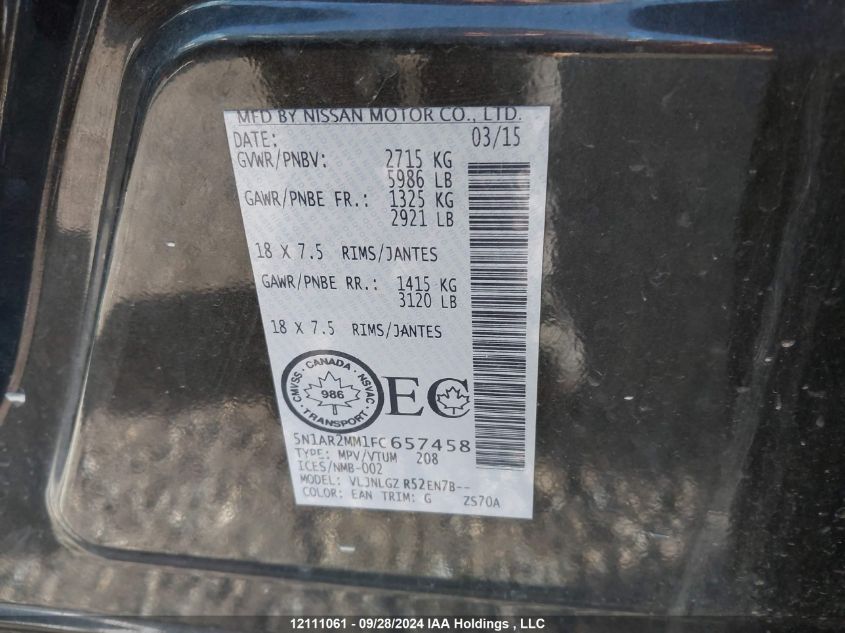 MFD BY NISSAN MOTOR CO., LTD.
DATE: 03/15
GVWR/PNBV: 2715 KG
5986 LB
GAWR/PNBE FR.: 1325 KG
2921 LB
18 X 7.5 RIMS/JANTES
GAWR/PNBE RR.: 1415 KG
3120 LB
18 X 7.5 RIMS/JANTES
CMVSS · CANADA · NSVAC
986
TRANSPORT
EC
5N1AR2MM1FC657458
TYPE: MPV/VTUM 208
ICES/NMB-002
MODEL: VLJNLGZ R52EN7B--
COLOR: EAN TRIM: G ZS70A
12111061 - 09/28/2024 IAA Holdings , LLC